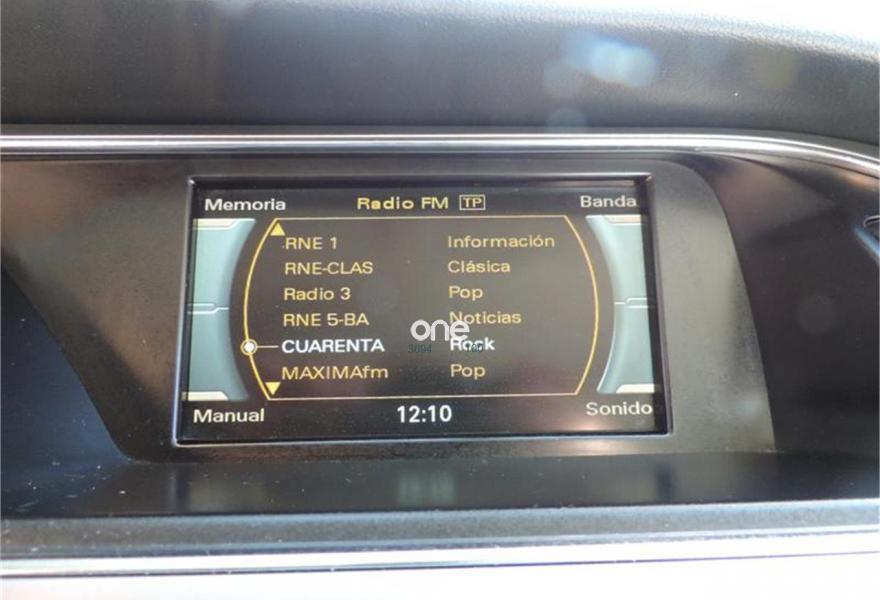 Memoria Radio FM TP Banda
RNE 1 Información
RNE-CLAS Clásica
Radio 3 Pop
RNE 5-BA Noticias
one
CUARENTA Rock
MAXIMAfm Pop
Manual 12:10 Sonido